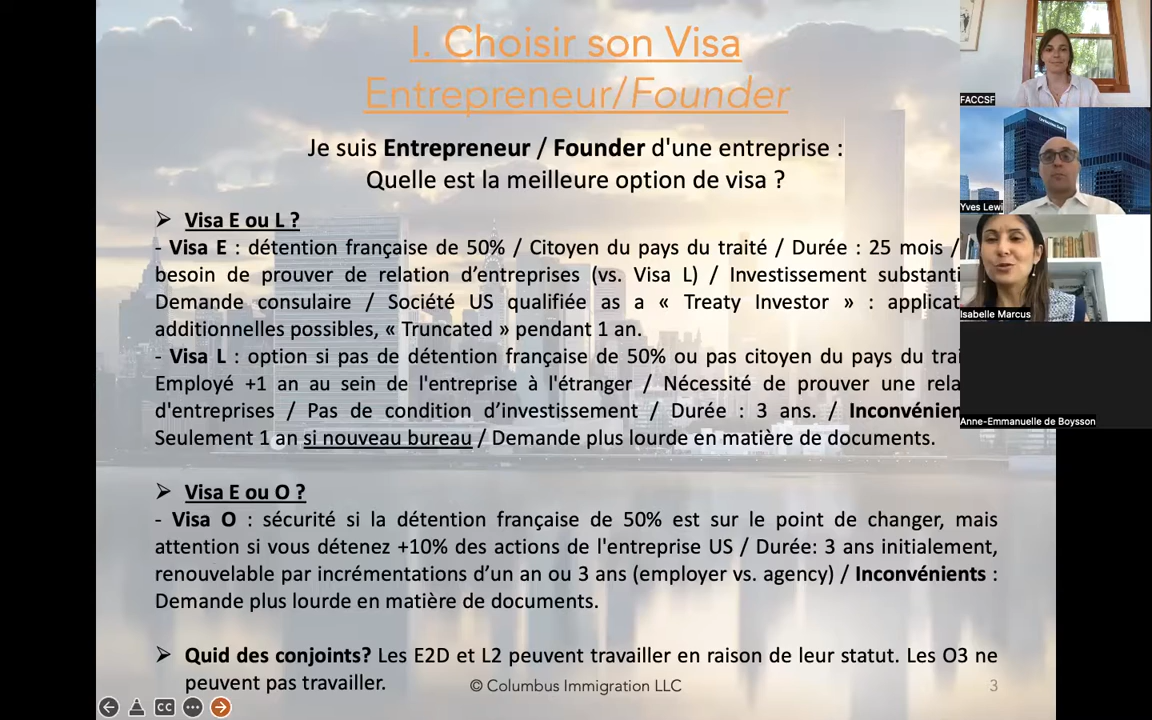 I. Choisir son Visa
Entrepreneur/Founder
Je suis Entrepreneur / Founder d'une entreprise :
Quelle est la meilleure option de visa ?
➢ Visa E ou L ?
- Visa E : détention française de 50% / Citoyen du pays du traité / Durée : 25 mois /
besoin de prouver de relation d’entreprises (vs. Visa L) / Investissement substanti
Demande consulaire / Société US qualifiée as a « Treaty Investor » : applicat
additionnelles possibles, « Truncated » pendant 1 an.
- Visa L : option si pas de détention française de 50% ou pas citoyen du pays du trai
Employé +1 an au sein de l'entreprise à l'étranger / Nécessité de prouver une rela
d'entreprises / Pas de condition d’investissement / Durée : 3 ans. / Inconvénien
Seulement 1 an si nouveau bureau / Demande plus lourde en matière de documents.
➢ Visa E ou O ?
- Visa O : sécurité si la détention française de 50% est sur le point de changer, mais
attention si vous détenez +10% des actions de l'entreprise US / Durée: 3 ans initialement,
renouvelable par incrémentations d’un an ou 3 ans (employer vs. agency) / Inconvénients :
Demande plus lourde en matière de documents.
➢ Quid des conjoints? Les E2D et L2 peuvent travailler en raison de leur statut. Les O3 ne
peuvent pas travailler.
© Columbus Immigration LLC
3
CC
FACCSF
Yves Lewi
Isabelle Marcus
Anne-Emmanuelle de Boysson